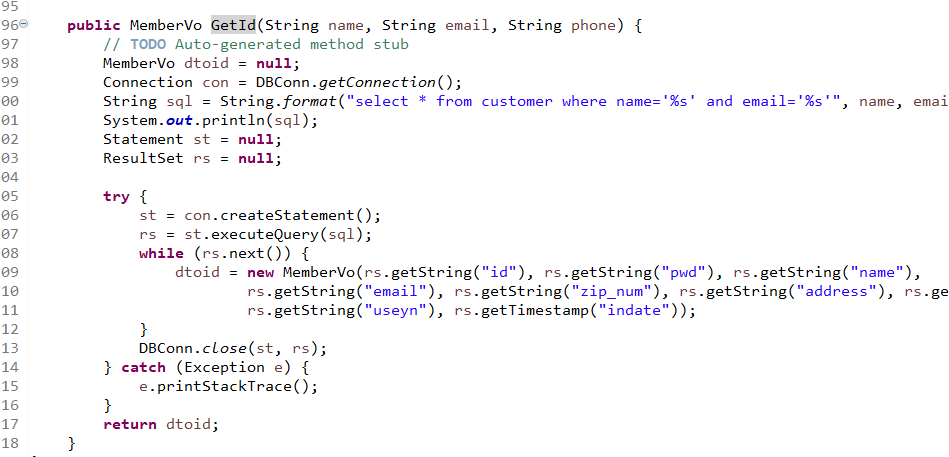 95
96 public MemberVo GetId(String name, String email, String phone) {
97 // TODO Auto-generated method stub
98 MemberVo dtoid = null;
99 Connection con = DBConn.getConnection();
00 String sql = String.format("select * from customer where name='%s' and email='%s'", name, emai
01 System.out.println(sql);
02 Statement st = null;
03 ResultSet rs = null;
04
05 try {
06 st = con.createStatement();
07 rs = st.executeQuery(sql);
08 while (rs.next()) {
09 dtoid = new MemberVo(rs.getString("id"), rs.getString("pwd"), rs.getString("name"),
10 rs.getString("email"), rs.getString("zip_num"), rs.getString("address"), rs.ge
11 rs.getString("useyn"), rs.getTimestamp("indate"));
12 }
13 DBConn.close(st, rs);
14 } catch (Exception e) {
15 e.printStackTrace();
16 }
17 return dtoid;
18 }